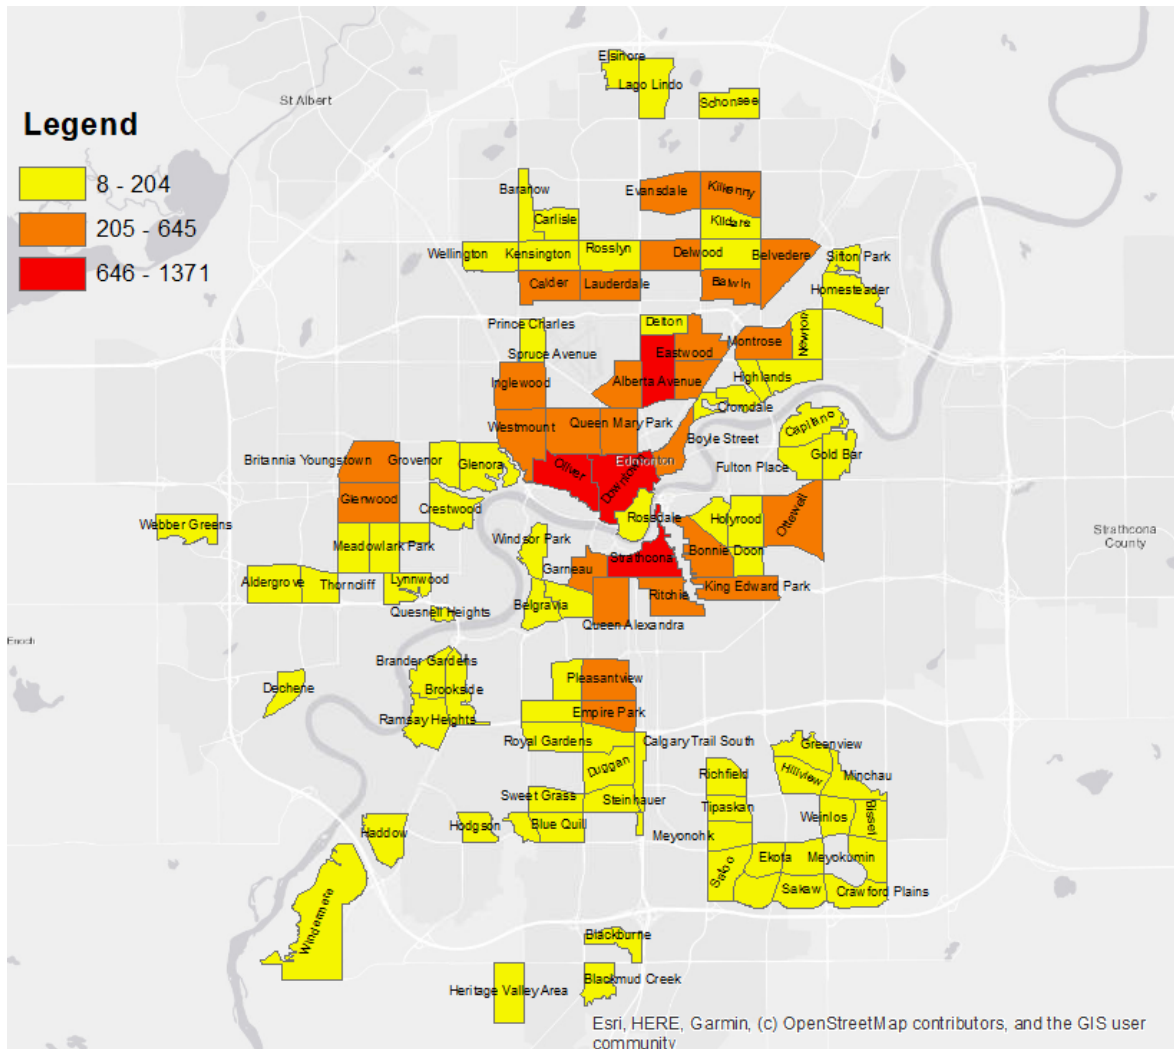 Elsinore
Lago Lindo
Schonsee
St Albert
Legend
8 - 204
205 - 645
646 - 1371
Baranow
Evansdale
Kilkenny
Carlisle
Kildare
Wellington
Kensington
Rosslyn
Delwood
Belvedere
Sifton Park
Calder
Lauderdale
Balwin
Homesteader
Prince Charles
Delton
Newton
Spruce Avenue
Eastwood
Montrose
Inglewood
Alberta Avenue
Highlands
Cromdale
Westmount
Queen Mary Park
Capilano
Boyle Street
Britannia Youngstown
Grovenor
Glenora
Oliver
Downtown
Edmonton
Fulton Place
Gold Bar
Glenwood
Crestwood
Rossdale
Holyrood
Ottewell
Webber Greens
Strathcona
County
Meadowlark Park
Windsor Park
Garneau
Strathcona
Bonnie Doon
Aldergrove
Thorncliff
Lynnwood
King Edward Park
Quesnell Heights
Belgravia
Ritchie
Queen Alexandra
Enoch
Brander Gardens
Dechene
Brookside
Pleasantview
Ramsay Heights
Empire Park
Royal Gardens
Calgary Trail South
Greenview
Duggan
Richfield
Hillview
Minchau
Sweet Grass
Steinhauer
Tipaskan
Weinlos
Bisset
Haddow
Hodgson
Blue Quill
Meyonohk
Satoo
Ekota
Meyokumin
Sakaw
Crawford Plains
Windermere
Blackburne
Heritage Valley Area
Blackmud Creek
Esri, HERE, Garmin, (c) OpenStreetMap contributors, and the GIS user
community